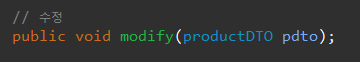 // 수정
public void modify(productDTO pdto);